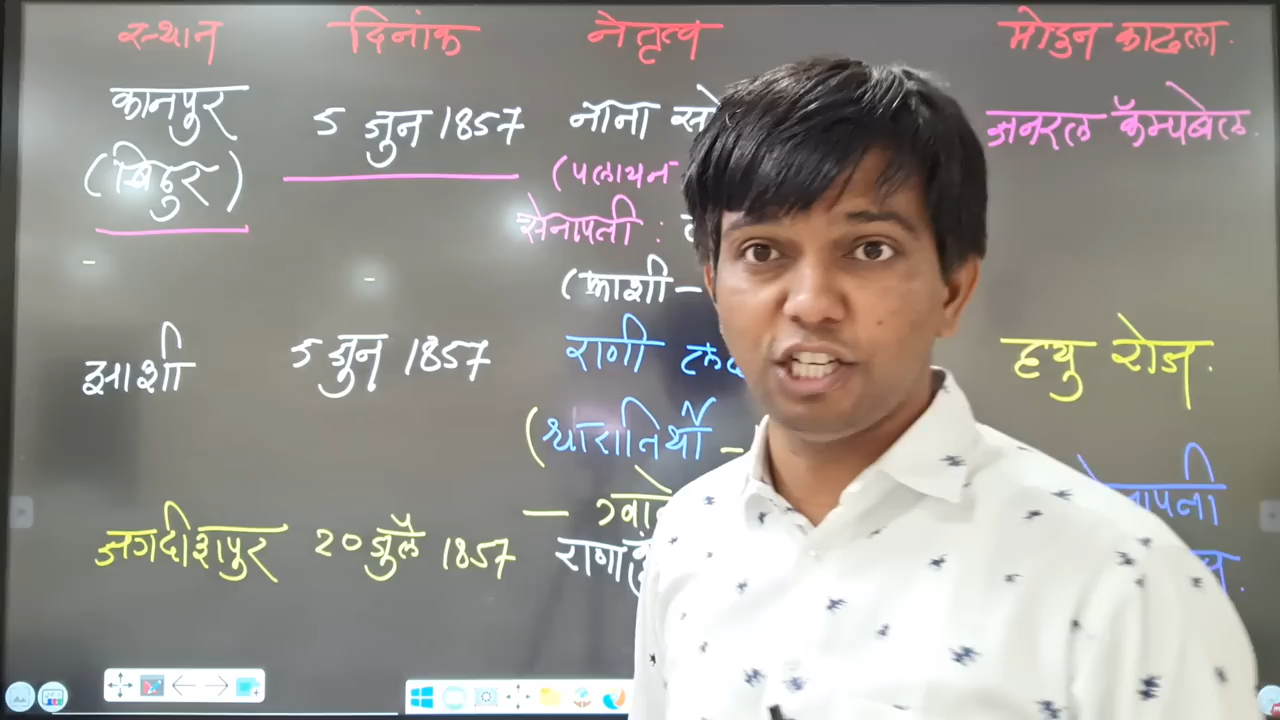 स्थान दिनांक नेतृत्व मोडुन काढला.
कानपुर 5 जुन 1857 नाना जनरल कॅम्पबेल.
(बिठुर) (पलायन-
सेनापती :
(काशी-
झाशी 5 जुन 1857 राणी ह्यु रोज.
(धारातिर्थी -
-
जगदीशपुर 20 जुलै 1857 राणा